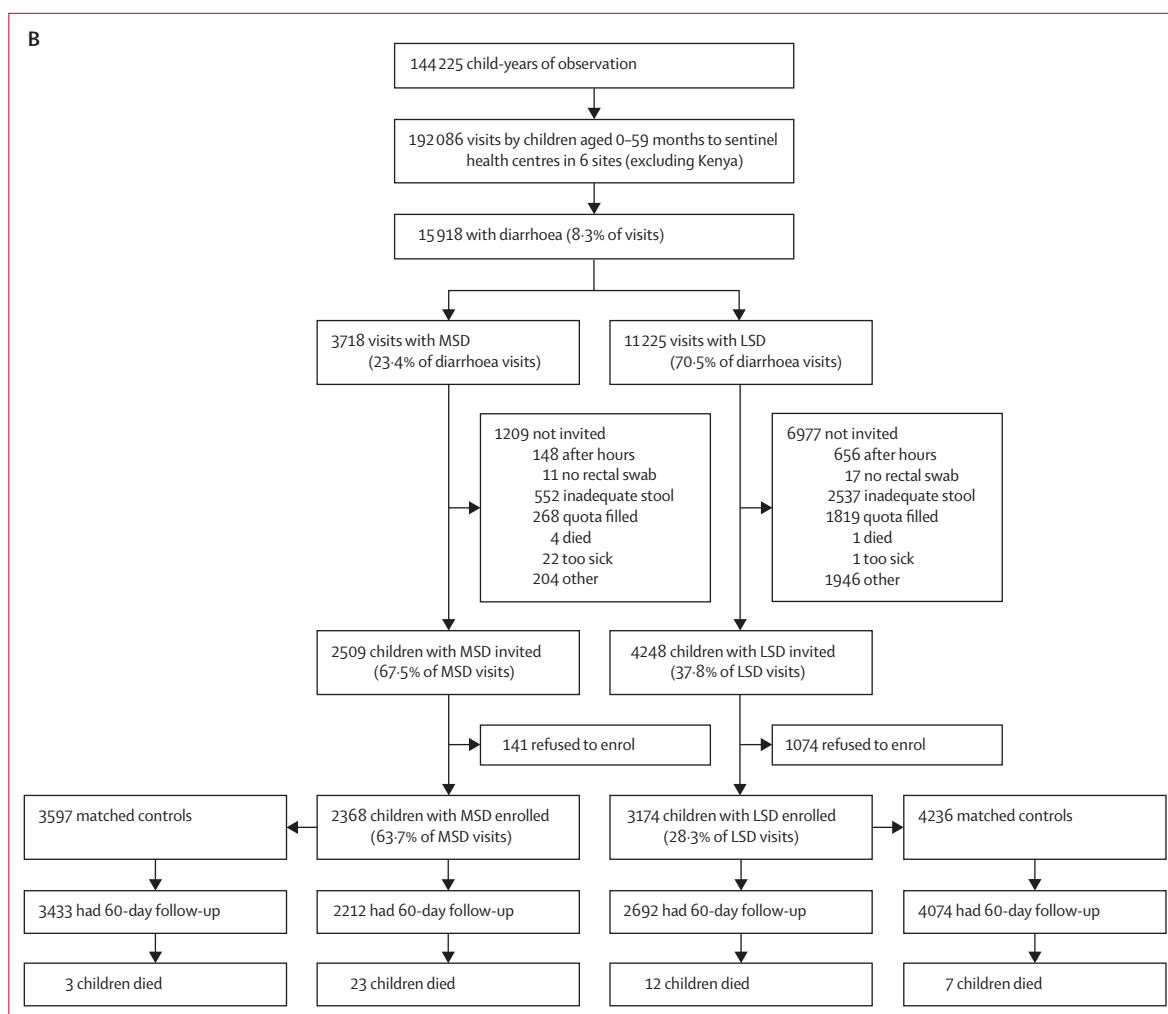 B
144 225 child-years of observation
192 086 visits by children aged 0–59 months to sentinel
health centres in 6 sites (excluding Kenya)
15 918 with diarrhoea (8·3% of visits)
3718 visits with MSD
(23·4% of diarrhoea visits)
11 225 visits with LSD
(70·5% of diarrhoea visits)
1209 not invited
148 after hours
11 no rectal swab
552 inadequate stool
268 quota filled
4 died
22 too sick
204 other
6977 not invited
656 after hours
17 no rectal swab
2537 inadequate stool
1819 quota filled
1 died
1 too sick
1946 other
2509 children with MSD invited
(67·5% of MSD visits)
4248 children with LSD invited
(37·8% of LSD visits)
141 refused to enrol
1074 refused to enrol
3597 matched controls
2368 children with MSD enrolled
(63·7% of MSD visits)
3174 children with LSD enrolled
(28·3% of LSD visits)
4236 matched controls
3433 had 60-day follow-up
2212 had 60-day follow-up
2692 had 60-day follow-up
4074 had 60-day follow-up
3 children died
23 children died
12 children died
7 children died